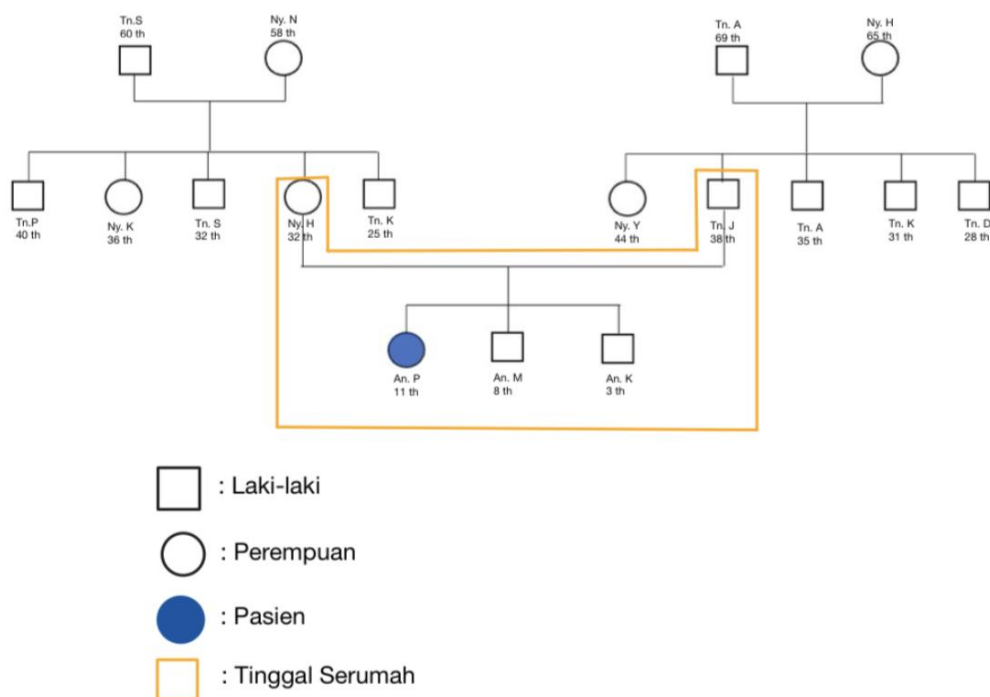 Tn.S
60 th
Ny. N
58 th
Tn. A
69 th
Ny. H
65 th
Tn.P
40 th
Ny. K
36 th
Tn. S
32 th
Ny. H
32 th
Tn. K
25 th
Ny. Y
44 th
Tn. J
38 th
Tn. A
35 th
Tn. K
31 th
Tn. D
28 th
An. P
11 th
An. M
8 th
An. K
3 th
: Laki-laki
: Perempuan
: Pasien
: Tinggal Serumah